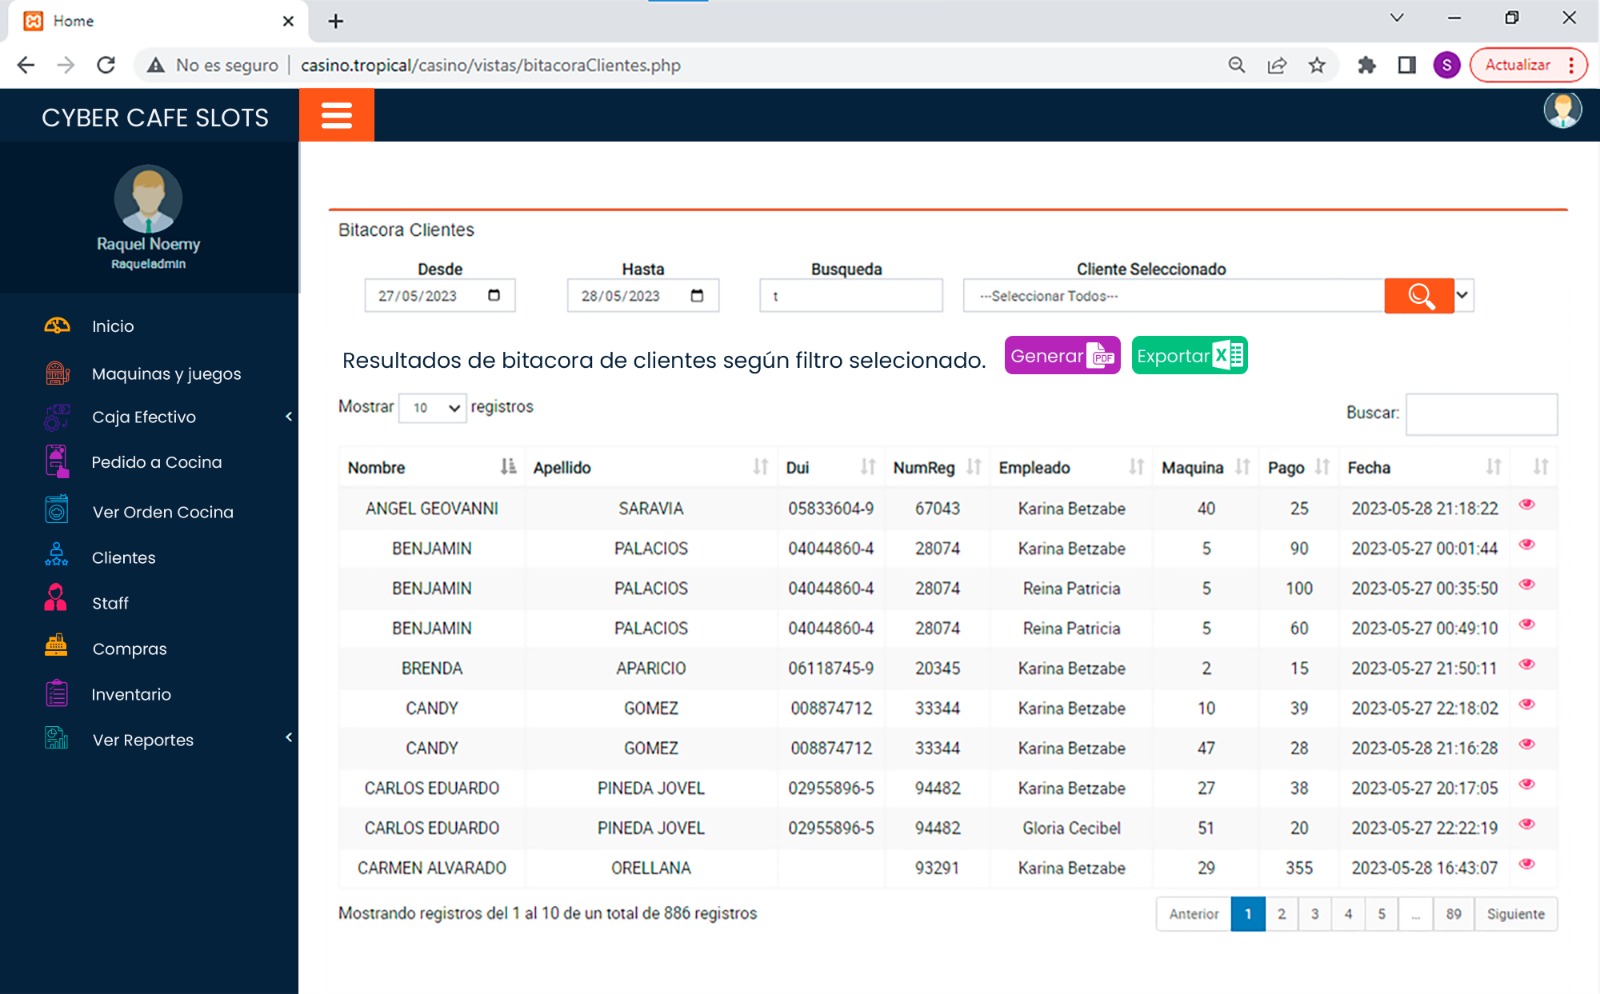 Home
No es seguro casino.tropical/casino/vistas/bitacoraClientes.php S Actualizar
CYBER CAFE SLOTS
Raquel Noemy
Raqueladmin
Inicio
Maquinas y juegos
Caja Efectivo
Pedido a Cocina
Ver Orden Cocina
Clientes
Staff
Compras
Inventario
Ver Reportes
Bitacora Clientes
Desde Hasta Busqueda Cliente Seleccionado
27/05/2023 28/05/2023 t ---Seleccionar Todos---
Resultados de bitacora de clientes según filtro selecionado. Generar PDF Exportar X
Mostrar 10 registros Buscar:
Nombre Apellido Dui NumReg Empleado Maquina Pago Fecha
ANGEL GEOVANNI SARAVIA 05833604-9 67043 Karina Betzabe 40 25 2023-05-28 21:18:22
BENJAMIN PALACIOS 04044860-4 28074 Karina Betzabe 5 90 2023-05-27 00:01:44
BENJAMIN PALACIOS 04044860-4 28074 Reina Patricia 5 100 2023-05-27 00:35:50
BENJAMIN PALACIOS 04044860-4 28074 Reina Patricia 5 60 2023-05-27 00:49:10
BRENDA APARICIO 06118745-9 20345 Karina Betzabe 2 15 2023-05-27 21:50:11
CANDY GOMEZ 008874712 33344 Karina Betzabe 10 39 2023-05-27 22:18:02
CANDY GOMEZ 008874712 33344 Karina Betzabe 47 28 2023-05-28 21:16:28
CARLOS EDUARDO PINEDA JOVEL 02955896-5 94482 Karina Betzabe 27 38 2023-05-27 20:17:05
CARLOS EDUARDO PINEDA JOVEL 02955896-5 94482 Gloria Cecibel 51 20 2023-05-27 22:22:19
CARMEN ALVARADO ORELLANA 93291 Karina Betzabe 29 355 2023-05-28 16:43:07
Mostrando registros del 1 al 10 de un total de 886 registros Anterior 1 2 3 4 5 ... 89 Siguiente